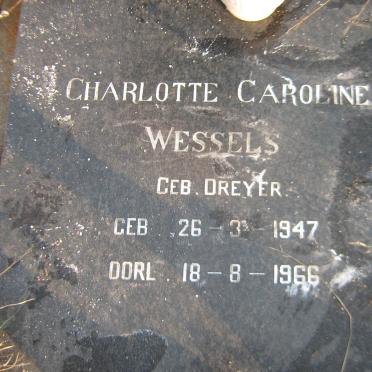 CHARLOTTE CAROLINE
WESSELS
GEB. DREYER.
GEB. 26 - 3 - 1947
OORL. 18 - 8 - 1966